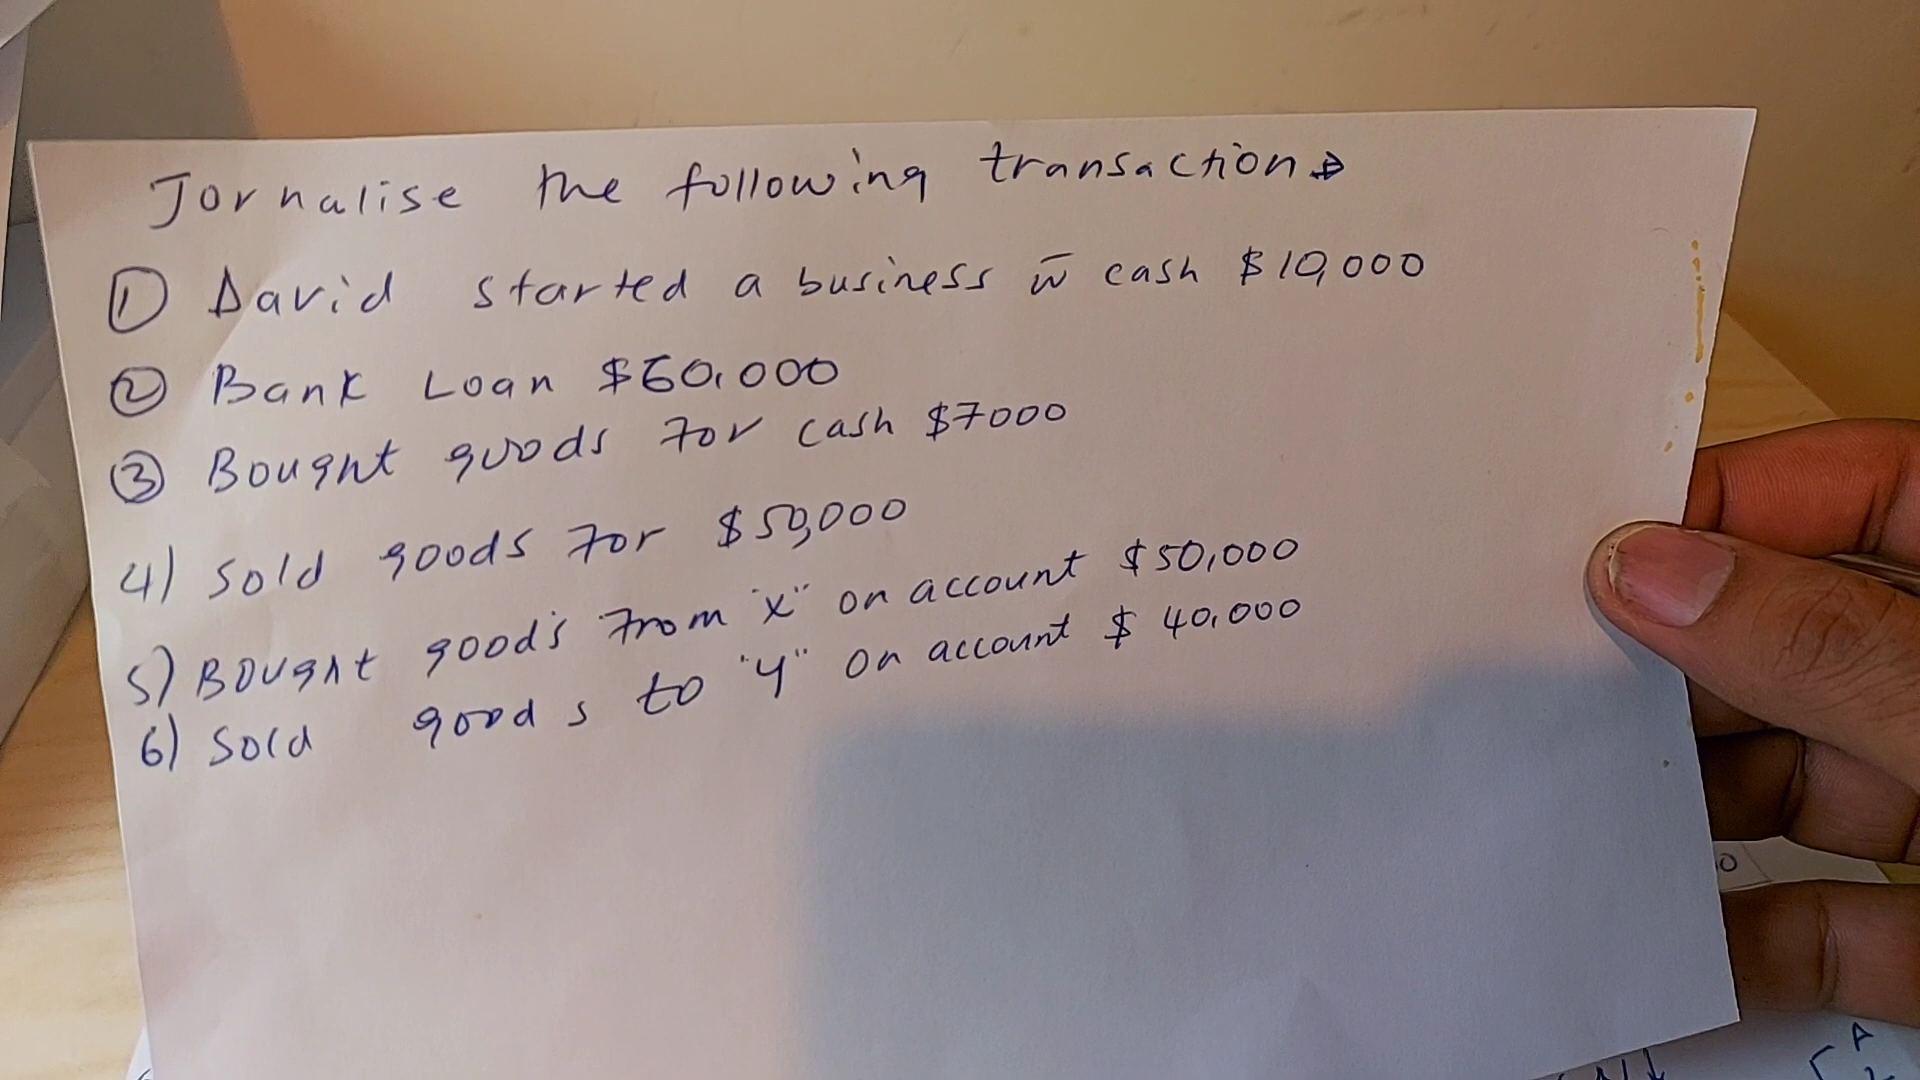 Jornalise the following transactions
① David started a business w̄ cash $10,000
② Bank Loan $60,000
③ Bought goods for cash $7000
4) Sold goods for $50,000
5) Bought goods from "X" on account $50,000
6) Sold goods to "Y" on account $ 40,000
A